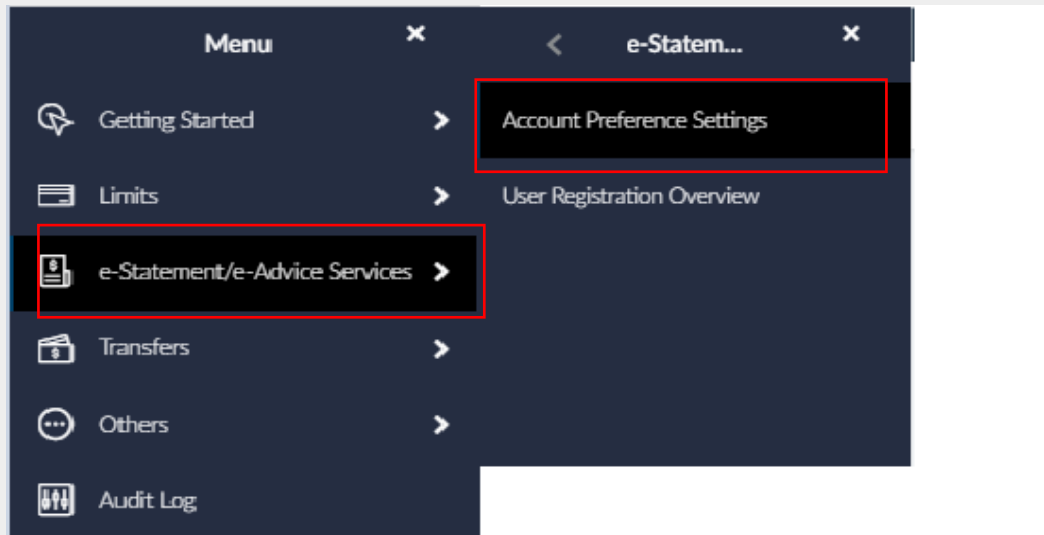 Menu
Getting Started
Limits
e-Statement/e-Advice Services
Transfers
Others
Audit Log
e-Statem...
Account Preference Settings
User Registration Overview